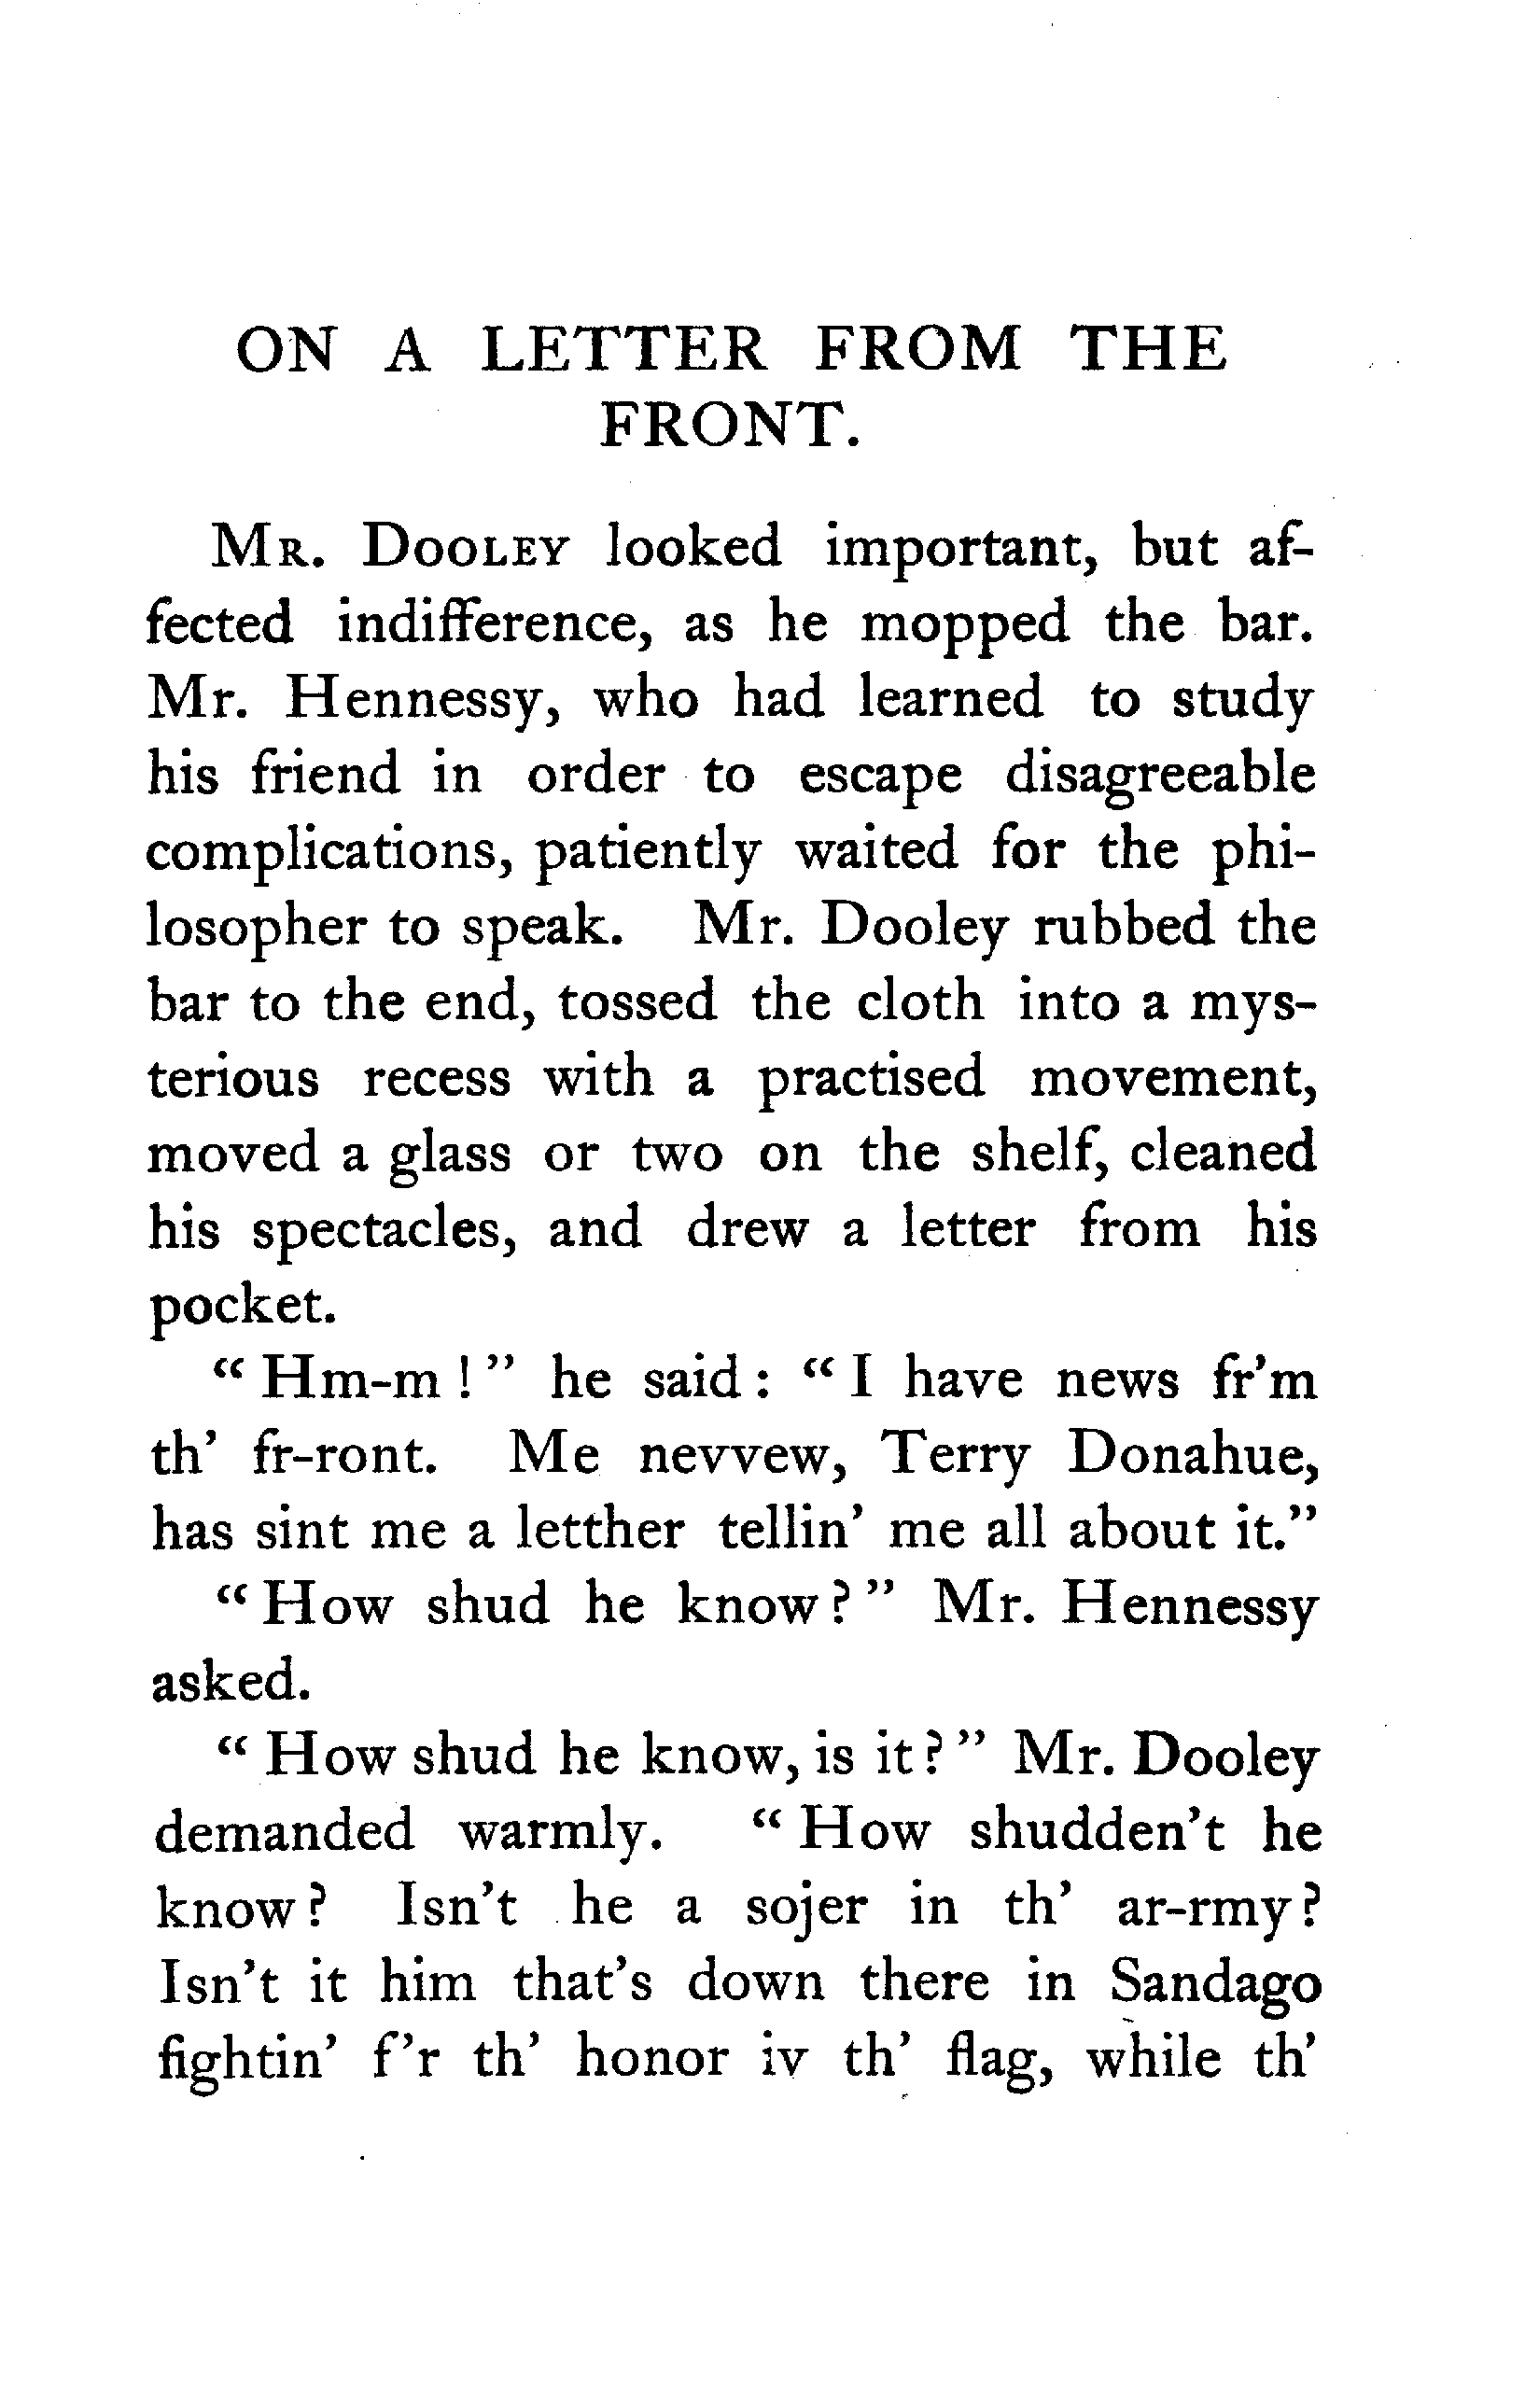 ON A LETTER FROM THE
FRONT.
MR. DOOLEY looked important, but af-
fected indifference, as he mopped the bar.
Mr. Hennessy, who had learned to study
his friend in order to escape disagreeable
complications, patiently waited for the phi-
losopher to speak. Mr. Dooley rubbed the
bar to the end, tossed the cloth into a mys-
terious recess with a practised movement,
moved a glass or two on the shelf, cleaned
his spectacles, and drew a letter from his
pocket.
“ Hm-m ! ” he said : “ I have news fr’m
th’ fr-ront. Me nevvew, Terry Donahue,
has sint me a letther tellin’ me all about it.”
“ How shud he know ? ” Mr. Hennessy
asked.
“ How shud he know, is it ? ” Mr. Dooley
demanded warmly. “ How shudden’t he
know ? Isn’t he a sojer in th’ ar-rmy ?
Isn’t it him that’s down there in Sandago
fightin’ f’r th’ honor iv th’ flag, while th’